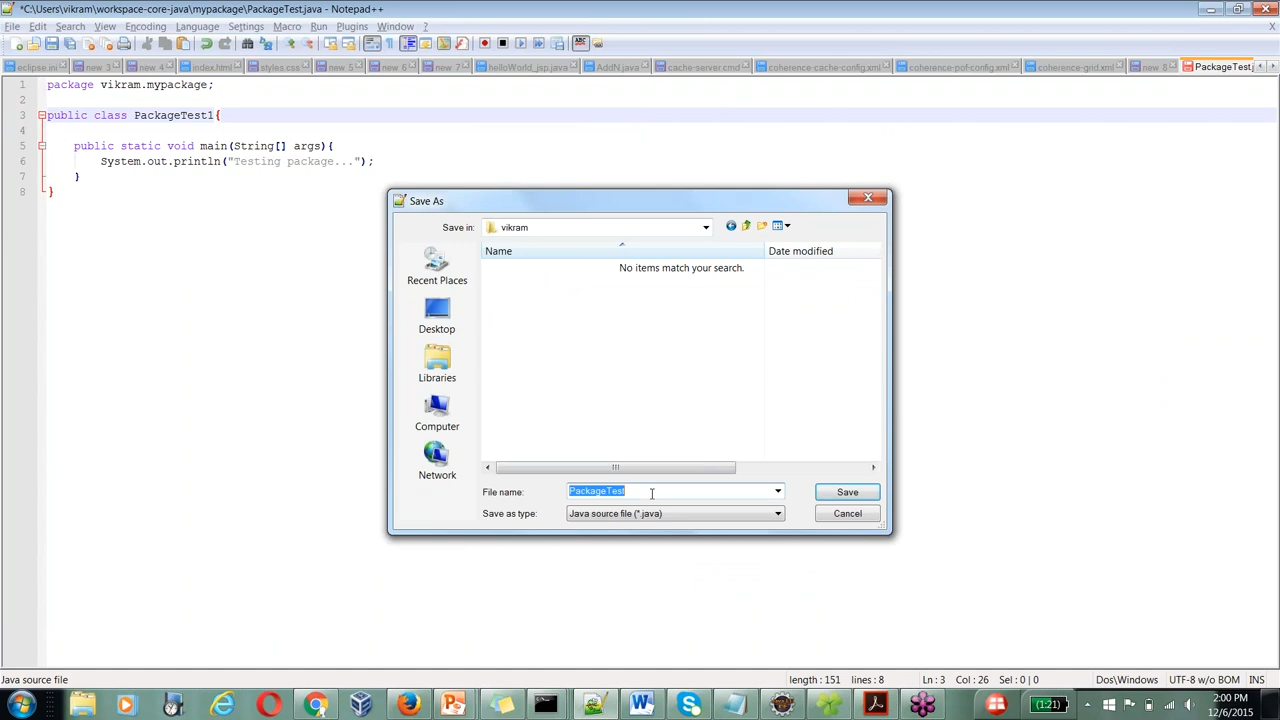 *C:\Users\vikram\workspace-core-java\mypackage\PackageTest.java - Notepad++
File Edit Search View Encoding Language Settings Macro Run Plugins Window ?
X
eclipse.ini new 3 new 4 index.html styles.css new 5 new 6 new 7 helloWorld_jsp.java AddN.java cache-server.cmd coherence-cache-config.xml coherence-pof-config.xml coherence-grid.xml new 8 PackageTest.j
1 package vikram.mypackage;
2
3 public class PackageTest1{
4
5 public static void main(String[] args){
6 System.out.println("Testing package...");
7 }
8 }
Save As
Save in: vikram
Name Date modified
No items match your search.
Recent Places
Desktop
Libraries
Computer
Network
File name: PackageTest Save
Save as type: Java source file (*.java) Cancel
Java source file length : 151 lines : 8 Ln : 3 Col : 26 Sel : 0 | 0 Dos\Windows UTF-8 w/o BOM INS
(1:21)
2:00 PM
12/6/2015